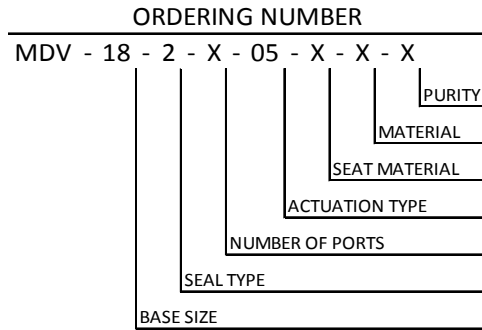 ORDERING NUMBER
MDV - 18 - 2 - X - 05 - X - X - X
PURITY
MATERIAL
SEAT MATERIAL
ACTUATION TYPE
NUMBER OF PORTS
SEAL TYPE
BASE SIZE